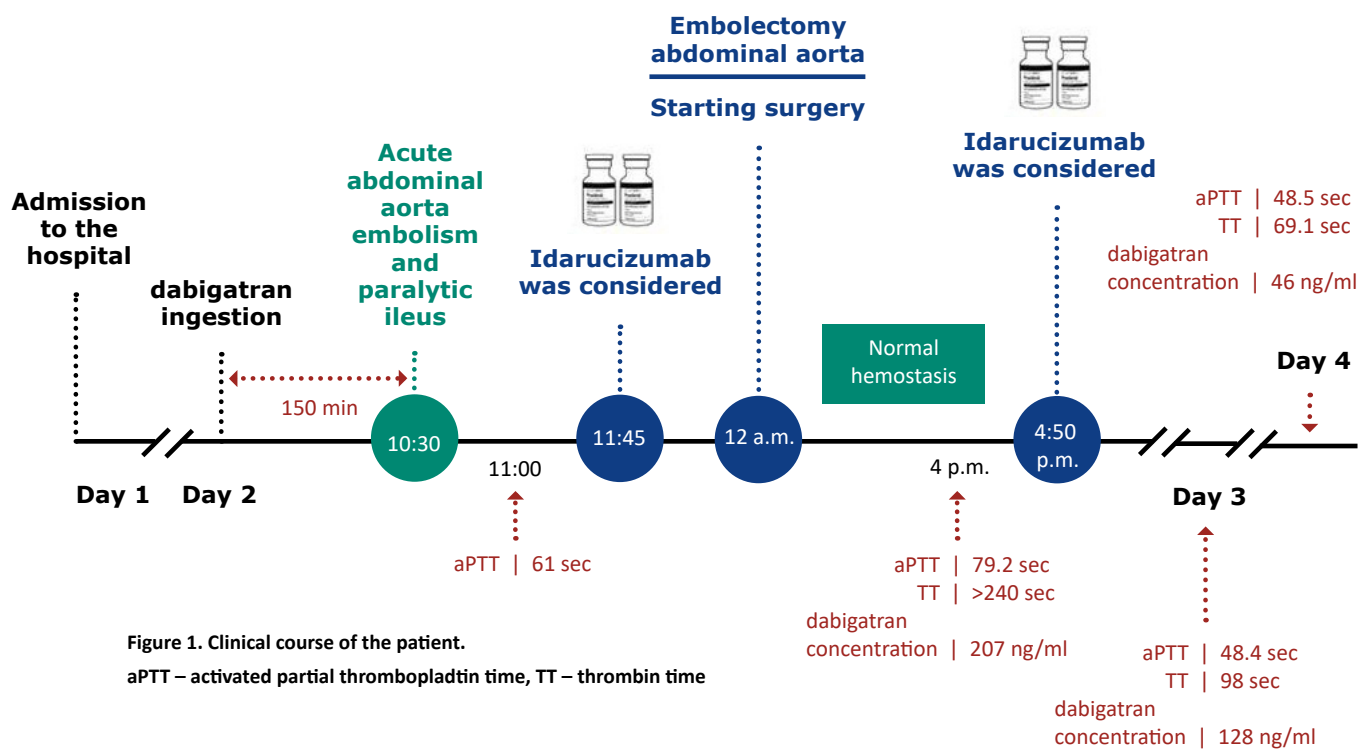 Embolectomy
abdominal aorta
Starting surgery
Acute
abdominal
aorta
embolism
and
paralytic
ileus
Idarucizumab
was considered
Idarucizumab
was considered
aPTT | 48.5 sec
TT | 69.1 sec
dabigatran
concentration | 46 ng/ml
Admission
to the
hospital
dabigatran
ingestion
150 min
Normal
hemostasis
Day 4
10:30
11:45
12 a.m.
4:50
p.m.
11:00
4 p.m.
Day 1
Day 2
Day 3
aPTT | 61 sec
aPTT | 79.2 sec
TT | >240 sec
dabigatran
concentration | 207 ng/ml
aPTT | 48.4 sec
TT | 98 sec
dabigatran
concentration | 128 ng/ml
Figure 1. Clinical course of the patient.
aPTT – activated partial thrombopladtin time, TT – thrombin time